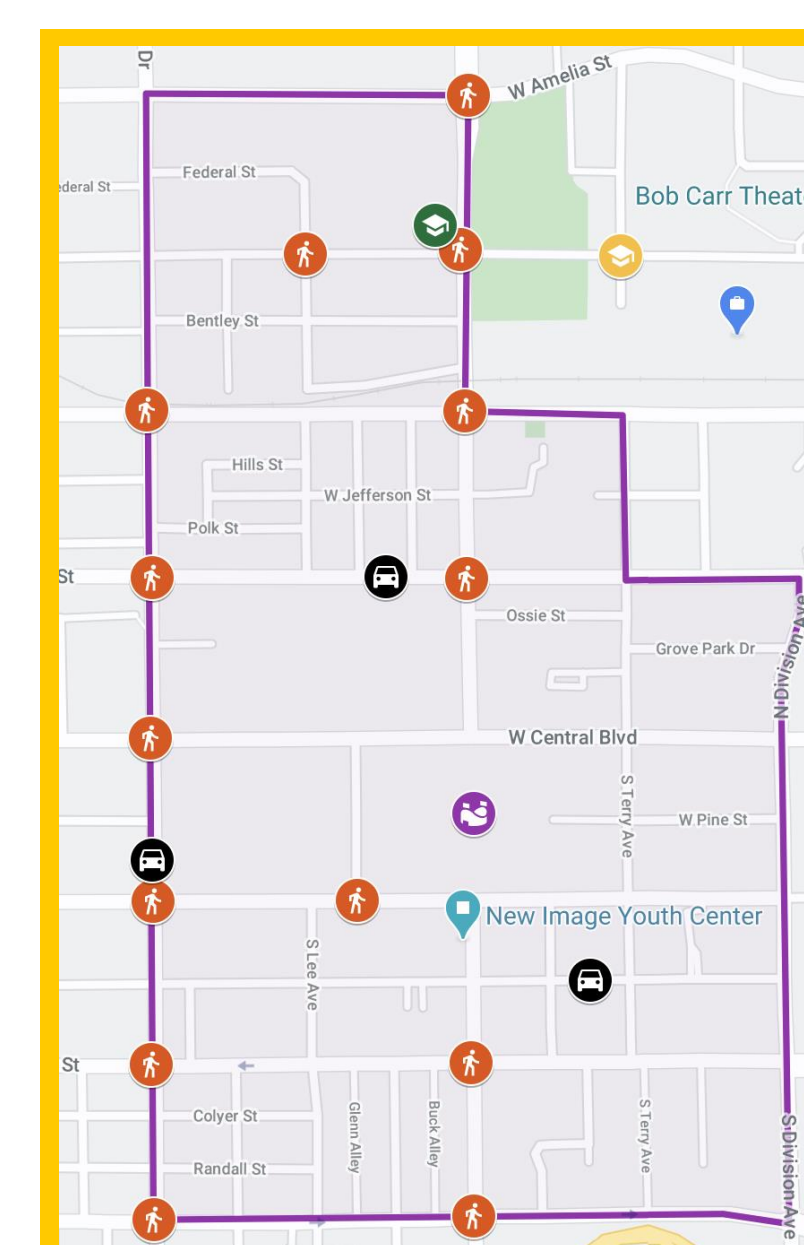 Dr
W Amelia St
Federal St
ederal St
Bob Carr Theat
Bentley St
Hills St
W Jefferson St
Polk St
St
Ossie St
Grove Park Dr
N Division Ave
W Central Blvd
S Terry Ave
W Pine St
New Image Youth Center
S Lee Ave
St
Colyer St
Glenn Alley
Buck Alley
S Terry Ave
S Division Ave
Randall St